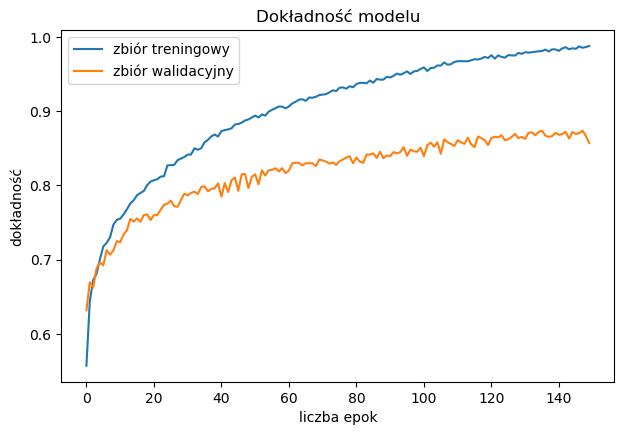 Dokładność modelu
zbiór treningowy
zbiór walidacyjny
dokładność
1.0
0.9
0.8
0.7
0.6
0 20 40 60 80 100 120 140
liczba epok